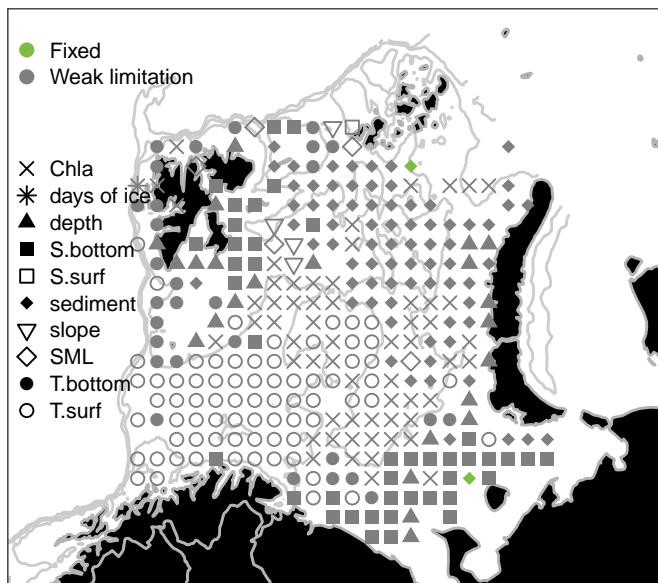 Fixed
Weak limitation
Chla
days of ice
depth
S.bottom
S.surf
sediment
slope
SML
T.bottom
T.surf